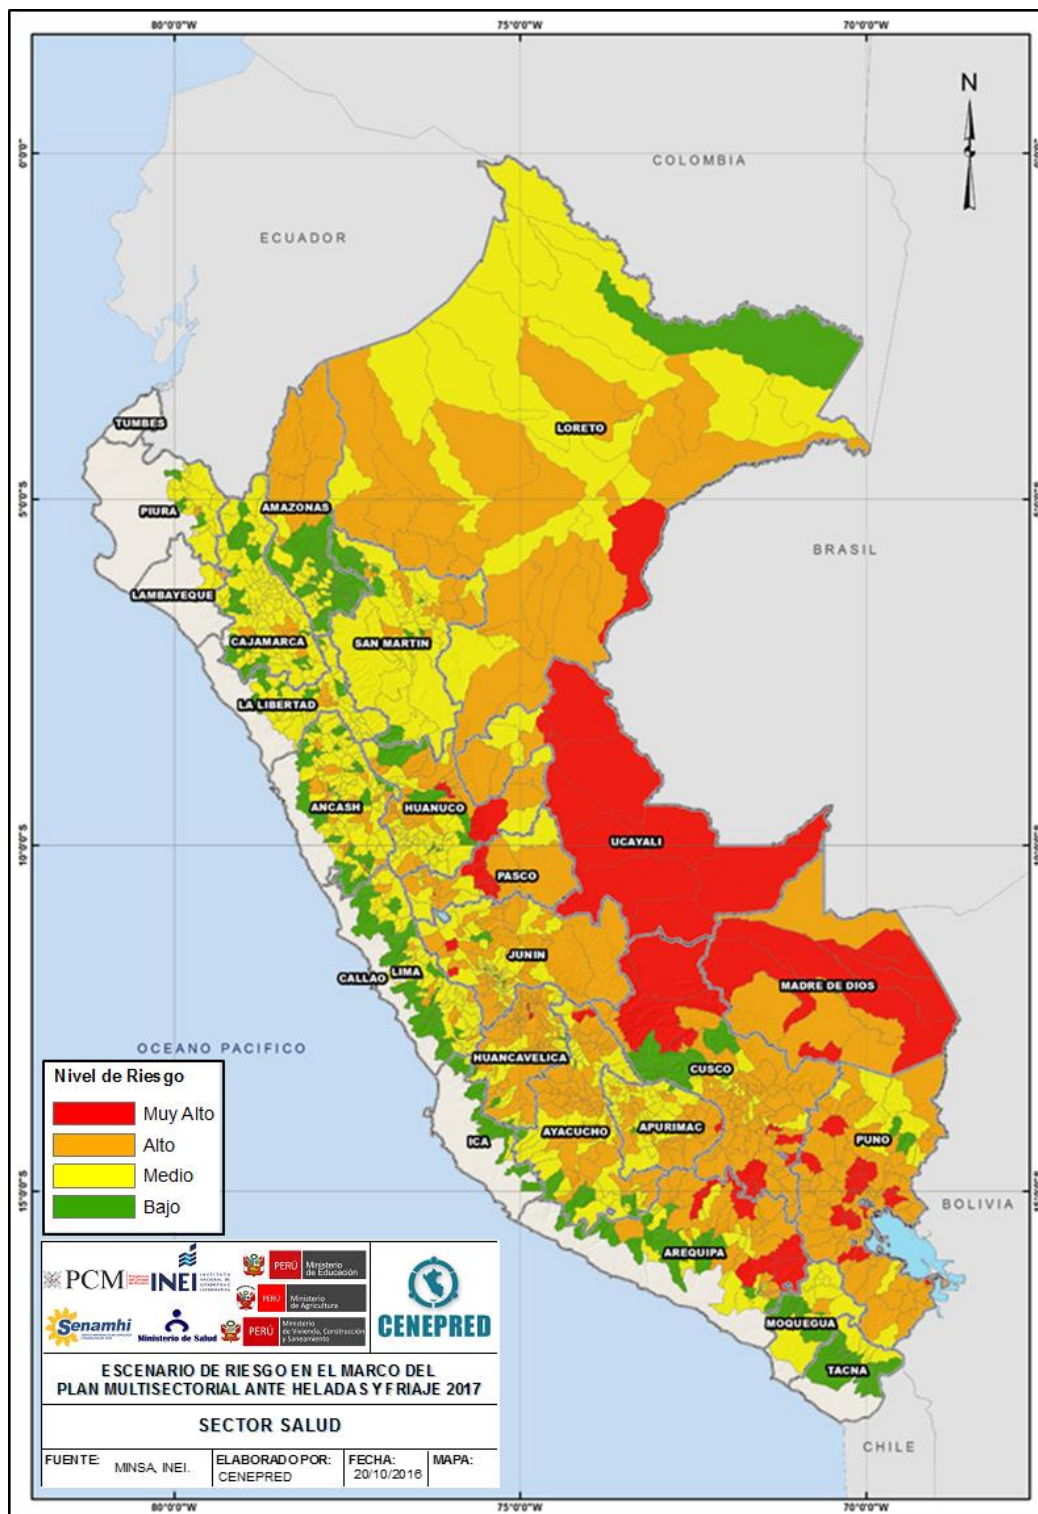 80°0'0"W
75°0'0"W
70°0'0"W
N
0°0'0"
COLOMBIA
ECUADOR
LORETO
TUMBES
5°0'0"S
PIURA
AMAZONAS
BRASIL
LAMBAYEQUE
CAJAMARCA
SAN MARTIN
LA LIBERTAD
ANCASH
HUANUCO
10°0'0"S
UCAYALI
PASCO
JUNIN
CALLAO
LIMA
MADRE DE DIOS
OCEANO PACIFICO
HUANCAVELICA
CUSCO
ICA
AYACUCHO
APURIMAC
PUNO
15°0'0"S
BOLIVIA
AREQUIPA
MOQUEGUA
TACNA
CHILE
Nivel de Riesgo
Muy Alto
Alto
Medio
Bajo
PCM
INEI
INSTITUTO
NACIONAL DE
ESTADISTICA E
INFORMATICA
PERÚ
Ministerio
de Educación
PERÚ
Ministerio
de Agricultura
Senamhi
Ministerio de Salud
PERÚ
Ministerio
de Vivienda, Construcción
y Saneamiento
CENEPRED
ESCENARIO DE RIESGO EN EL MARCO DEL
PLAN MULTISECTORIAL ANTE HELADAS Y FRIAJE 2017
SECTOR SALUD
FUENTE: MINSA, INEI.
ELABORADO POR:
CENEPRED
FECHA:
20/10/2016
MAPA:
80°0'0"W
75°0'0"W
70°0'0"W